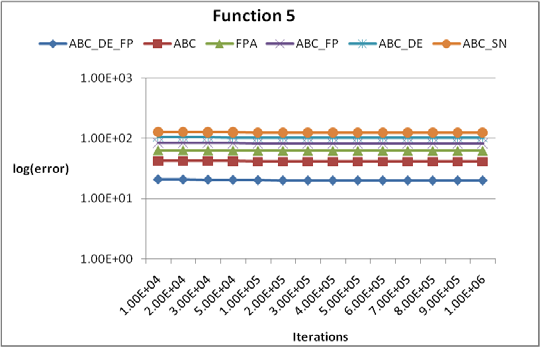 Function 5
ABC_DE_FP ABC FPA ABC_FP ABC_DE ABC_SN
1.00E+03
1.00E+02
log(error)
1.00E+01
1.00E+00
1.00E+04 2.00E+04 3.00E+04 5.00E+04 1.00E+05 2.00E+05 3.00E+05 4.00E+05 5.00E+05 6.00E+05 7.00E+05 8.00E+05 9.00E+05 1.00E+06
Iterations